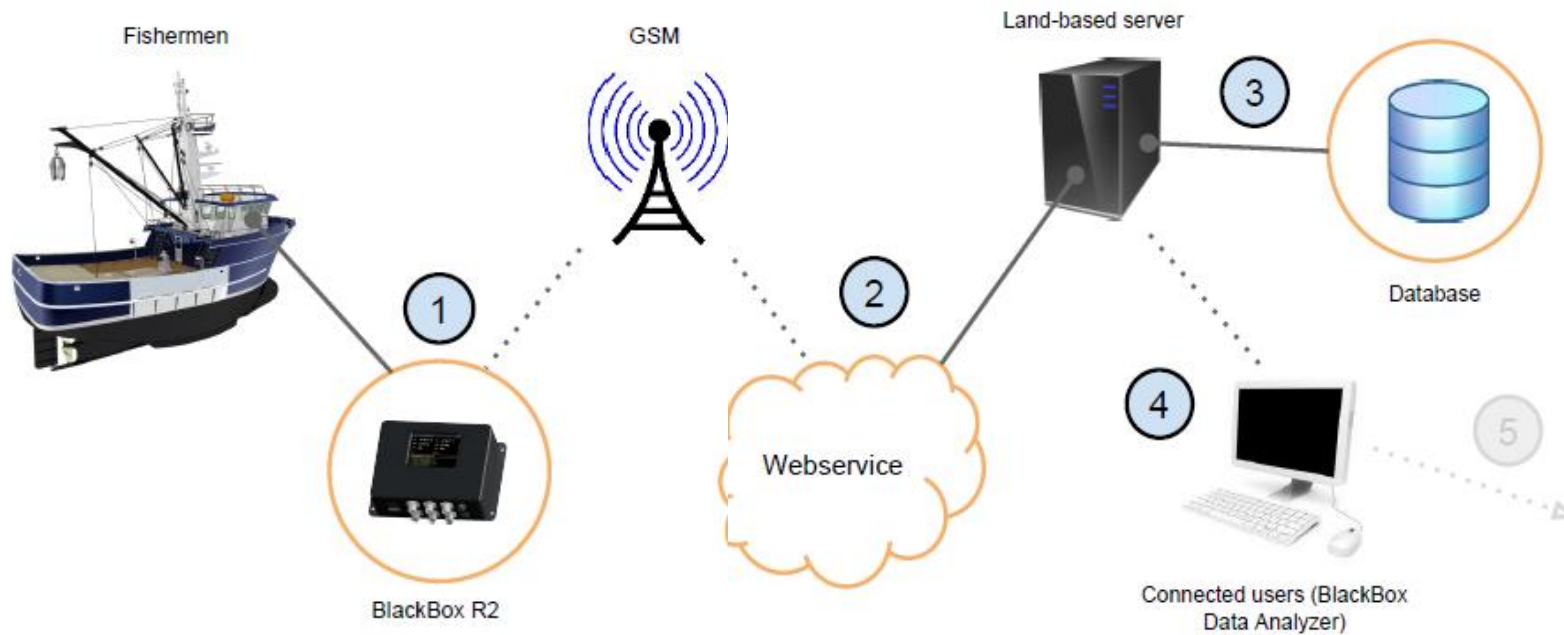 Fishermen
GSM
Land-based server
1
2
3
Database
4
5
Webservice
BlackBox R2
Connected users (BlackBox
Data Analyzer)